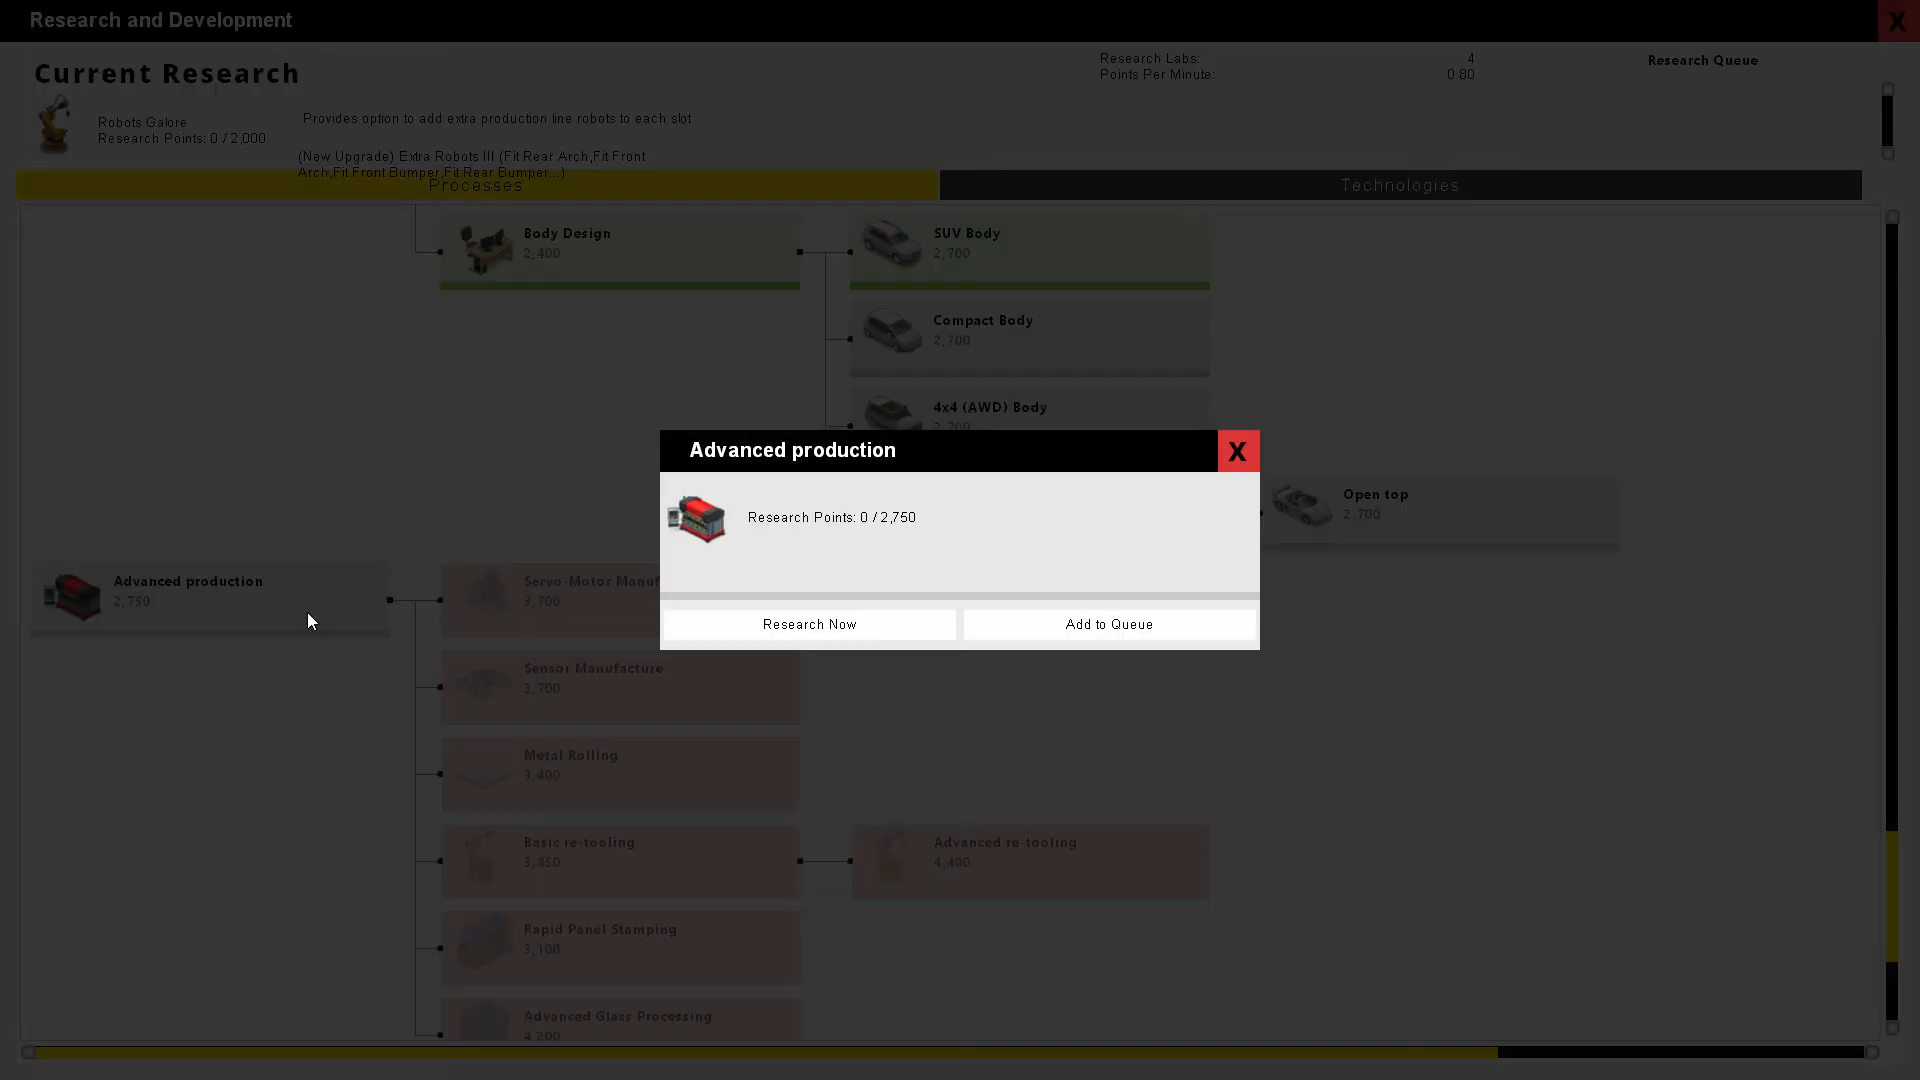 Research and Development
X
Current Research
Research Labs: 4
Points Per Minute: 0.80
Research Queue
Robots Galore
Research Points: 0 / 2,000
Provides option to add extra production line robots to each slot
(New Upgrade) Extra Robots III (Fit Rear Arch,Fit Front
Arch,Fit Front Bumper,Fit Rear Bumper...)
Processes
Technologies
Body Design
2,400
SUV Body
2,700
Compact Body
2,700
4x4 (AWD) Body
2,700
Advanced production
X
Research Points: 0 / 2,750
Research Now
Add to Queue
Open top
2,700
Advanced production
2,750
Servo-Motor Manuf
3,700
Sensor Manufacture
3,700
Metal Rolling
3,400
Basic re-tooling
3,850
Advanced re-tooling
4,400
Rapid Panel Stamping
3,100
Advanced Glass Processing
4,200